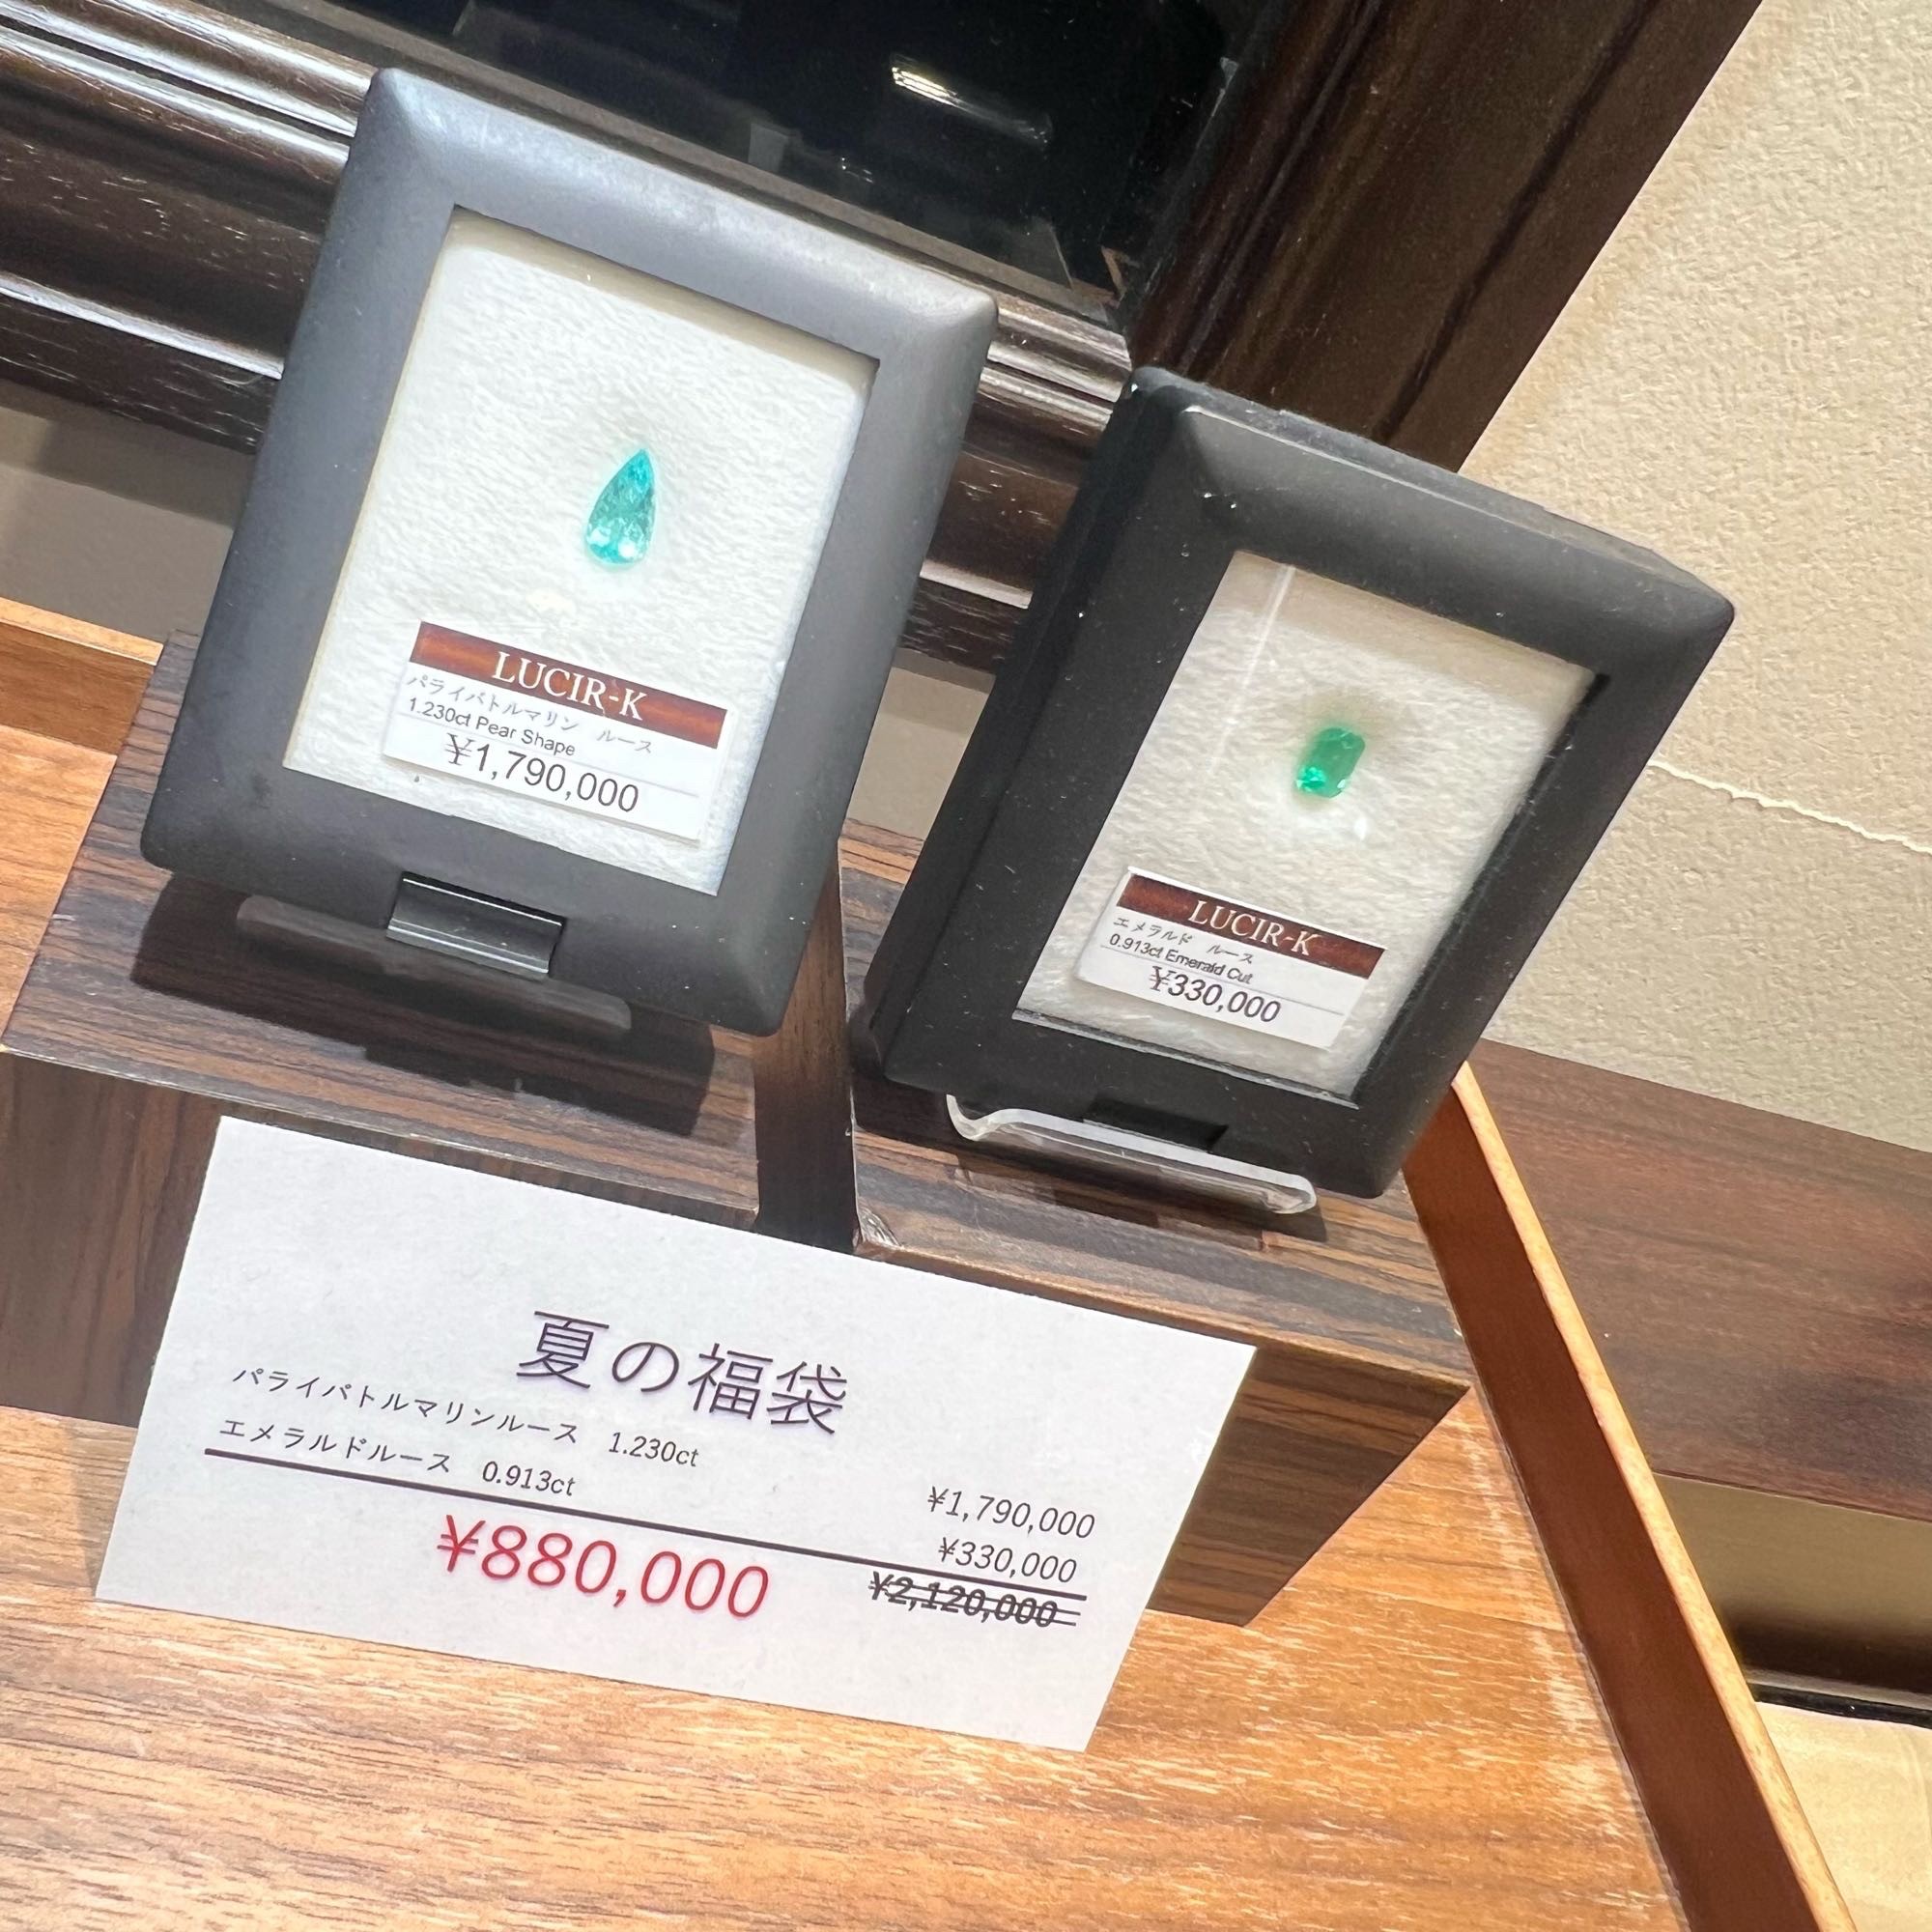 LUCIR-K
パライバトルマリン　ルース
1.230ct Pear Shape
¥1,790,000
LUCIR-K
エメラルド　ルース
0.913ct Emerald Cut
¥330,000
夏の福袋
パライバトルマリンルース　1.230ct　¥1,790,000
エメラルドルース　0.913ct　¥330,000
¥880,000　¥2,120,000